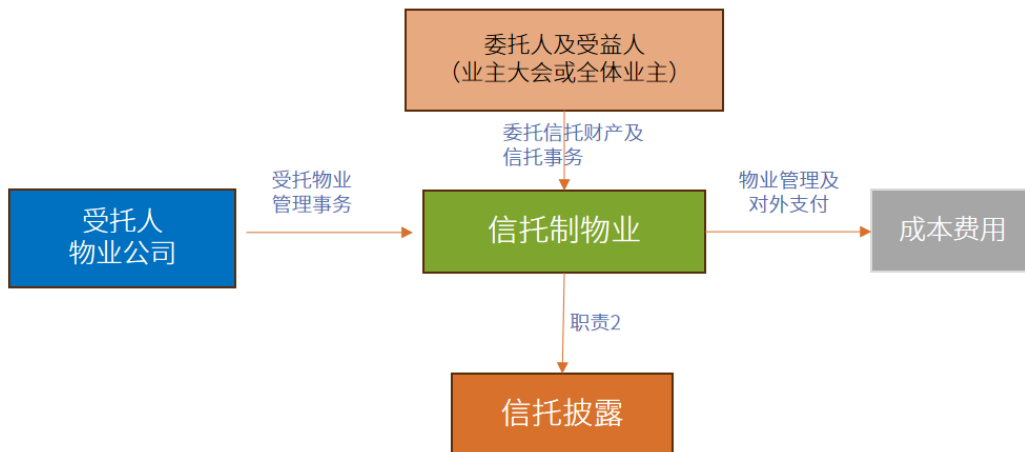 委托人及受益人
（业主大会或全体业主）
委托信托财产及
信托事务
受托人
物业公司
受托物业
管理事务
信托制物业
物业管理及
对外支付
成本费用
职责2
信托披露